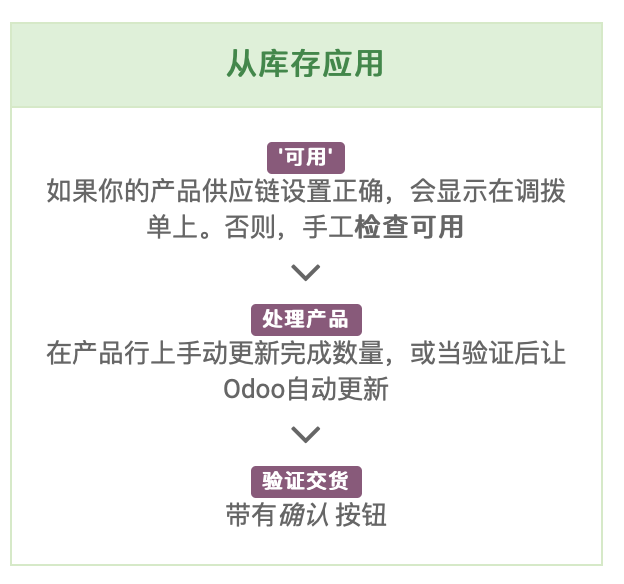 从库存应用
'可用'
如果你的产品供应链设置正确，会显示在调拨
单上。否则，手工检查可用
处理产品
在产品行上手动更新完成数量，或当验证后让
Odoo自动更新
验证交货
带有确认 按钮